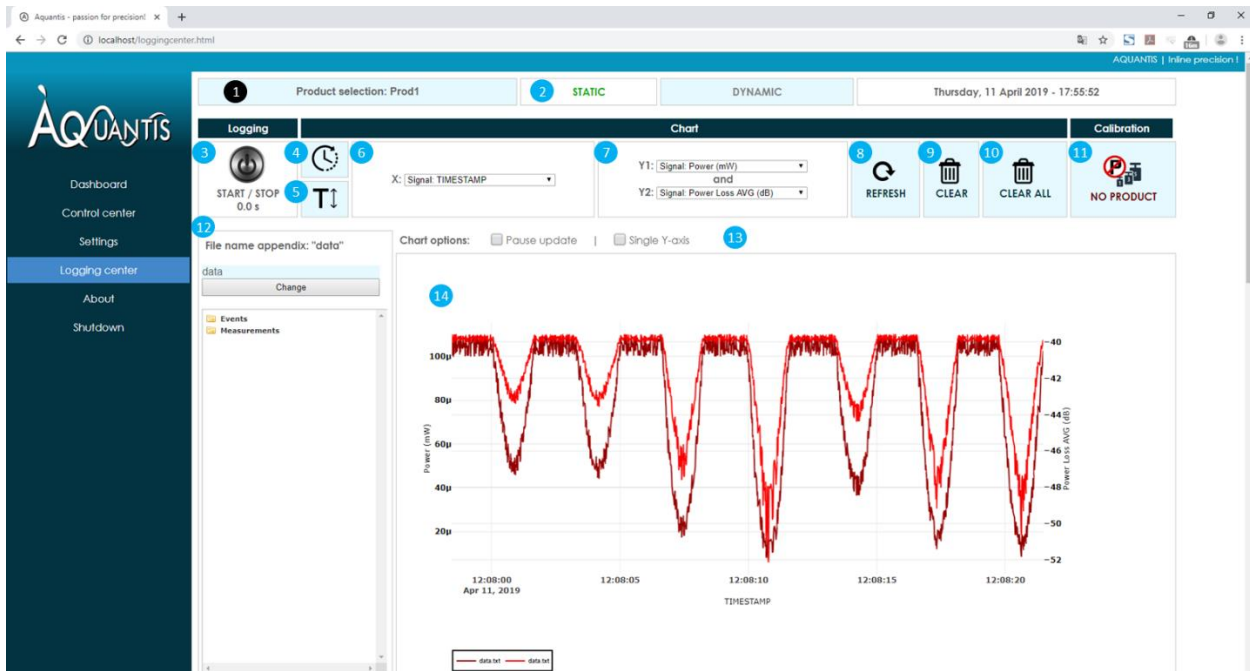 Aquantis - passion for precision!
localhost/loggingcenter.html
AQUANTIS | Inline precision !
AQUANTIS
1 Product selection: Prod1
2 STATIC
DYNAMIC
Thursday, 11 April 2019 - 17:55:52
Logging
Chart
Calibration
3
START / STOP
0.0 s
4
5
T
6
X: Signal: TIMESTAMP
7
Y1: Signal: Power (mW)
and
Y2: Signal: Power Loss AVG (dB)
8
REFRESH
9
CLEAR
10
CLEAR ALL
11
P
NO PRODUCT
Dashboard
Control center
Settings
Logging center
About
Shutdown
12
File name appendix: "data"
data
Change
Events
Measurements
Chart options: Pause update | Single Y-axis 13
14
100µ
80µ
60µ
40µ
20µ
Power (mW)
−40
−42
−44
−46
−48
−50
−52
Power Loss AVG (dB)
12:08:00 12:08:05 12:08:10 12:08:15 12:08:20
Apr 11, 2019
TIMESTAMP
data.txt data.txt